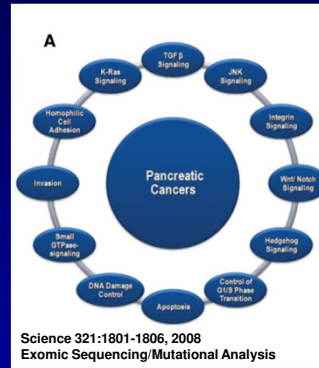 A
TGF β
Signaling
JNK
Signaling
Integrin
Signaling
Wnt/ Notch
Signaling
Hedgehog
Signaling
Control of
G1/S Phase
Transition
Apoptosis
DNA Damage
Control
Small
GTPase-
signaling
Invasion
Homophilic
Cell
Adhesion
K-Ras
Signaling
Pancreatic
Cancers
Science 321:1801-1806, 2008
Exomic Sequencing/Mutational Analysis